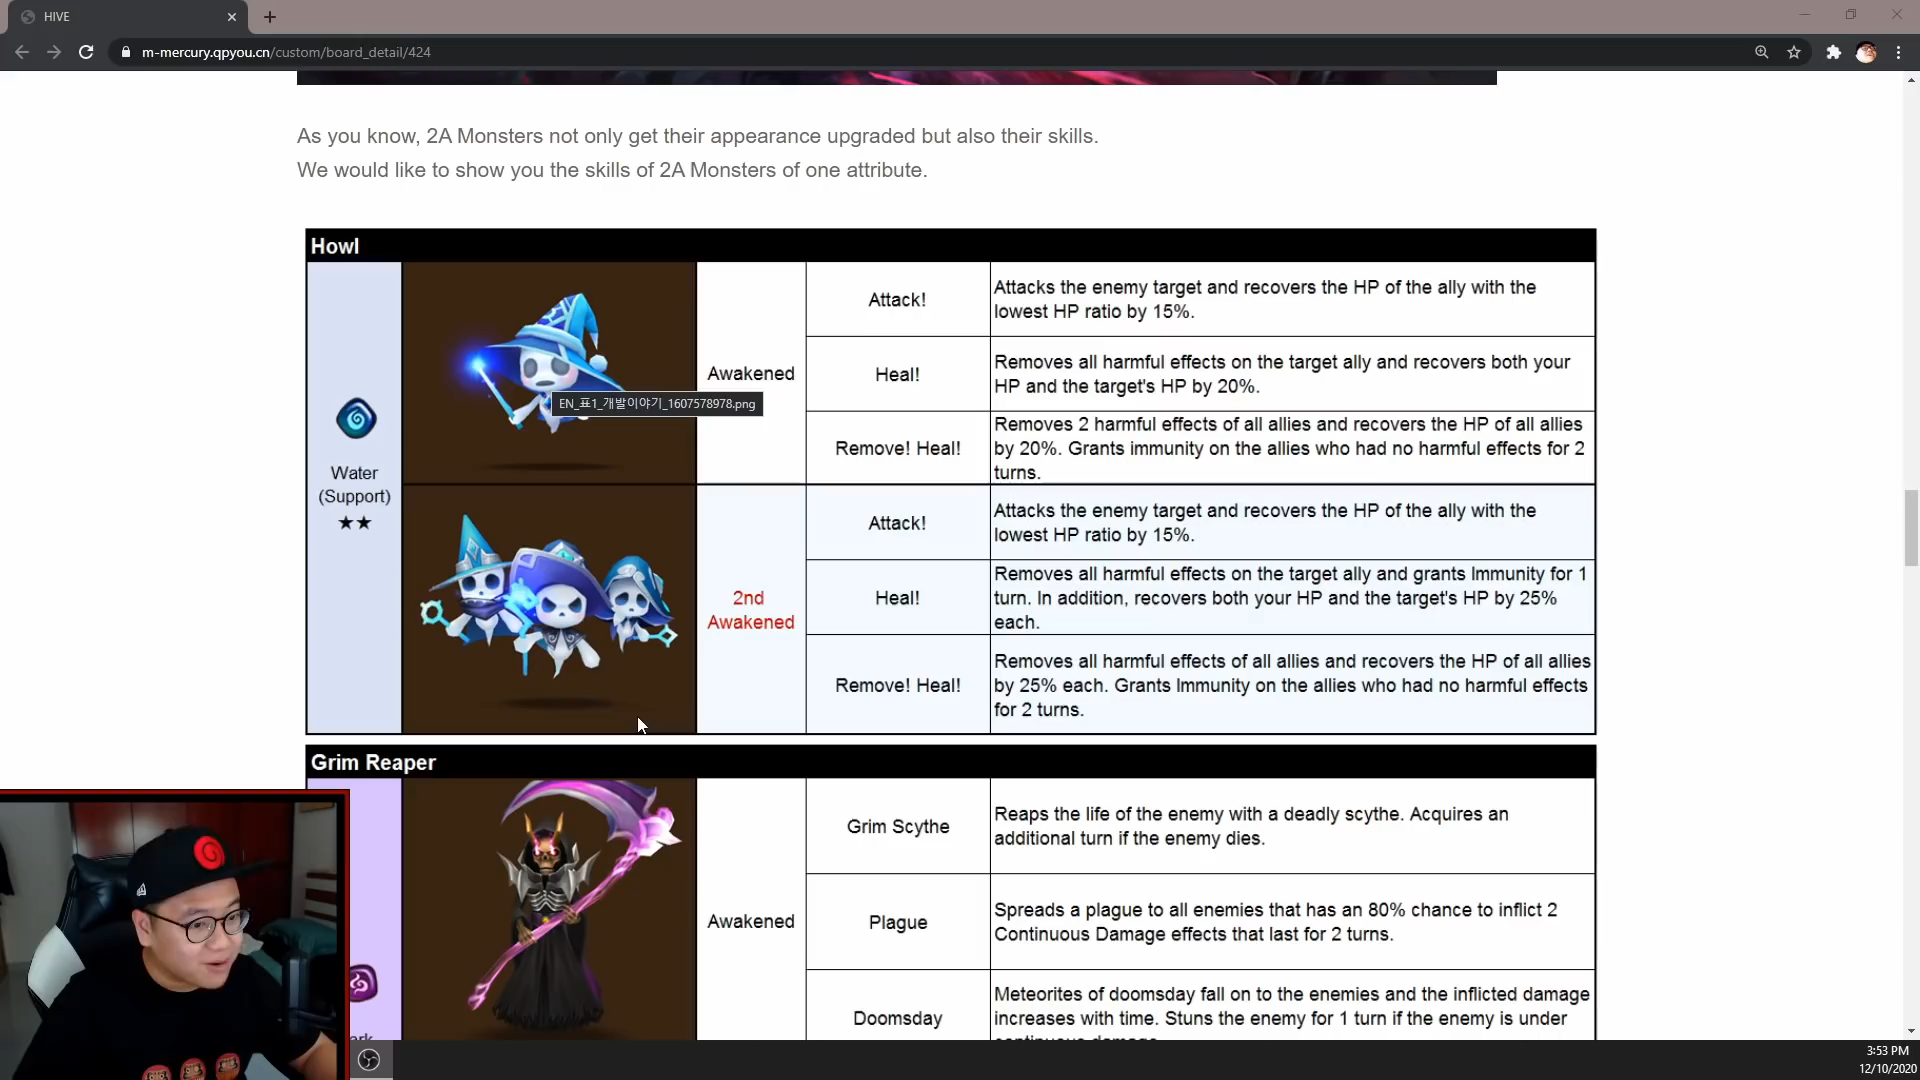 HIVE
m-mercury.qpyou.cn/custom/board_detail/424
As you know, 2A Monsters not only get their appearance upgraded but also their skills.
We would like to show you the skills of 2A Monsters of one attribute.
Howl
Water
(Support)
★★
Awakened
Attack!
Attacks the enemy target and recovers the HP of the ally with the
lowest HP ratio by 15%.
Heal!
Removes all harmful effects on the target ally and recovers both your
HP and the target's HP by 20%.
Remove! Heal!
Removes 2 harmful effects of all allies and recovers the HP of all allies
by 20%. Grants immunity on the allies who had no harmful effects for 2
turns.
EN_표1_개발이야기_1607578978.png
2nd
Awakened
Attack!
Attacks the enemy target and recovers the HP of the ally with the
lowest HP ratio by 15%.
Heal!
Removes all harmful effects on the target ally and grants Immunity for 1
turn. In addition, recovers both your HP and the target's HP by 25%
each.
Remove! Heal!
Removes all harmful effects of all allies and recovers the HP of all allies
by 25% each. Grants Immunity on the allies who had no harmful effects
for 2 turns.
Grim Reaper
Awakened
Grim Scythe
Reaps the life of the enemy with a deadly scythe. Acquires an
additional turn if the enemy dies.
Plague
Spreads a plague to all enemies that has an 80% chance to inflict 2
Continuous Damage effects that last for 2 turns.
Doomsday
Meteorites of doomsday fall on to the enemies and the inflicted damage
increases with time. Stuns the enemy for 1 turn if the enemy is under
3:53 PM
12/10/2020